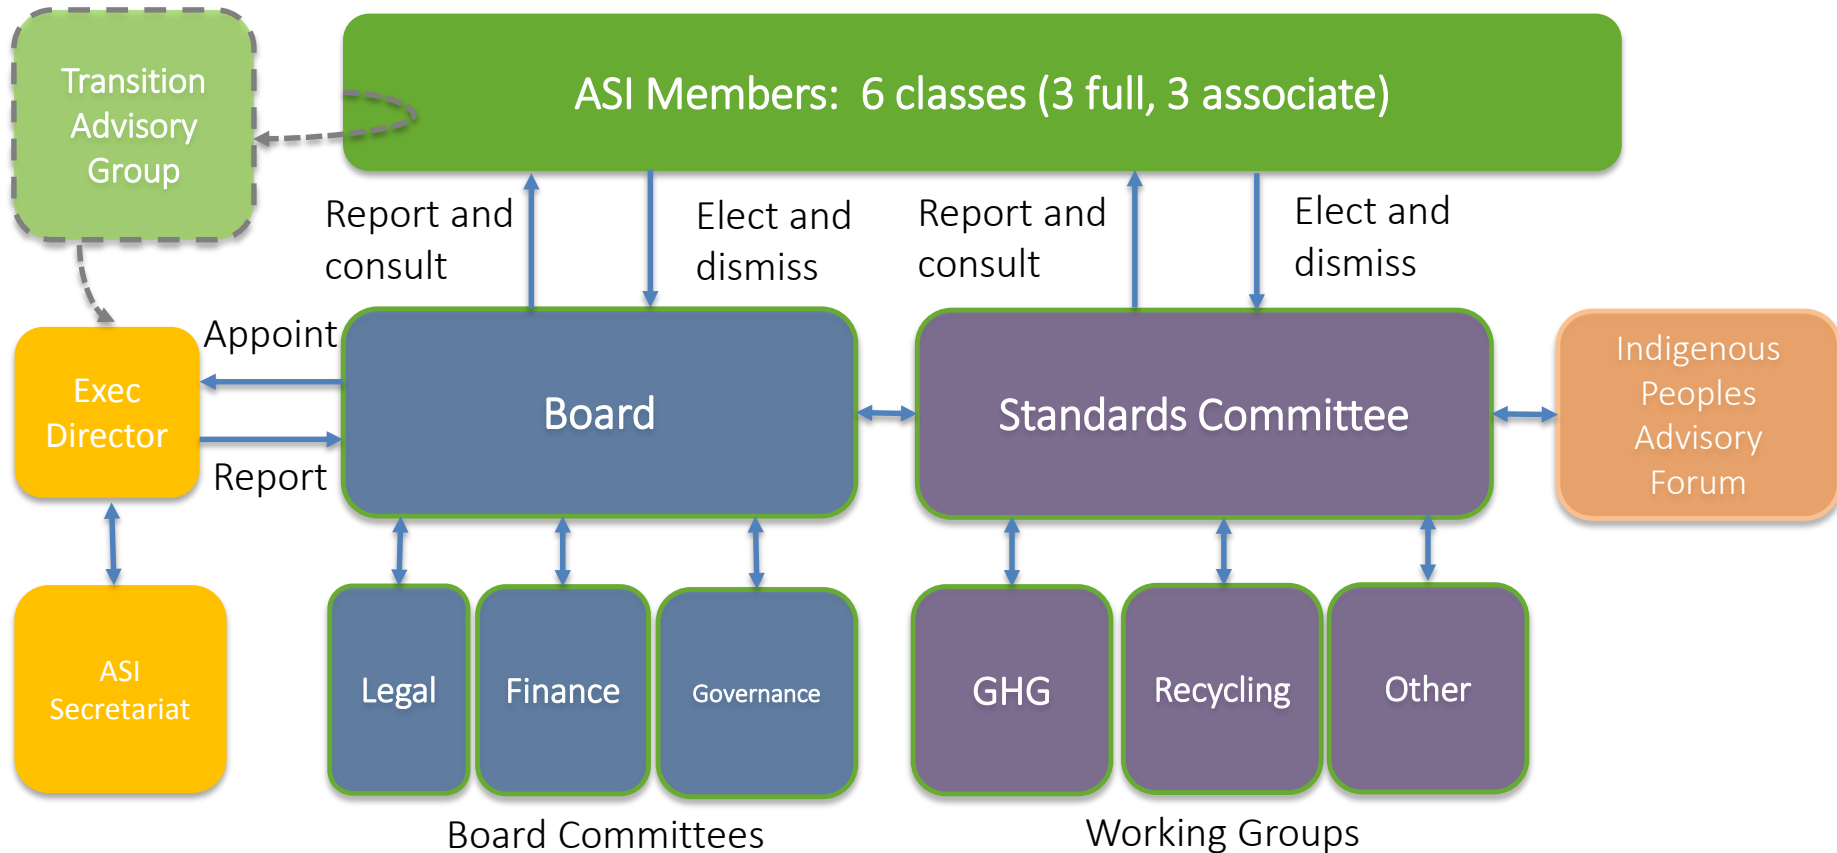 Transition
Advisory
Group
ASI Members:  6 classes (3 full, 3 associate)
Report and
consult
Elect and
dismiss
Report and
consult
Elect and
dismiss
Appoint
Exec
Director
Report
Board
Standards Committee
Indigenous
Peoples
Advisory
Forum
ASI
Secretariat
Legal
Finance
Governance
GHG
Recycling
Other
Board Committees
Working Groups